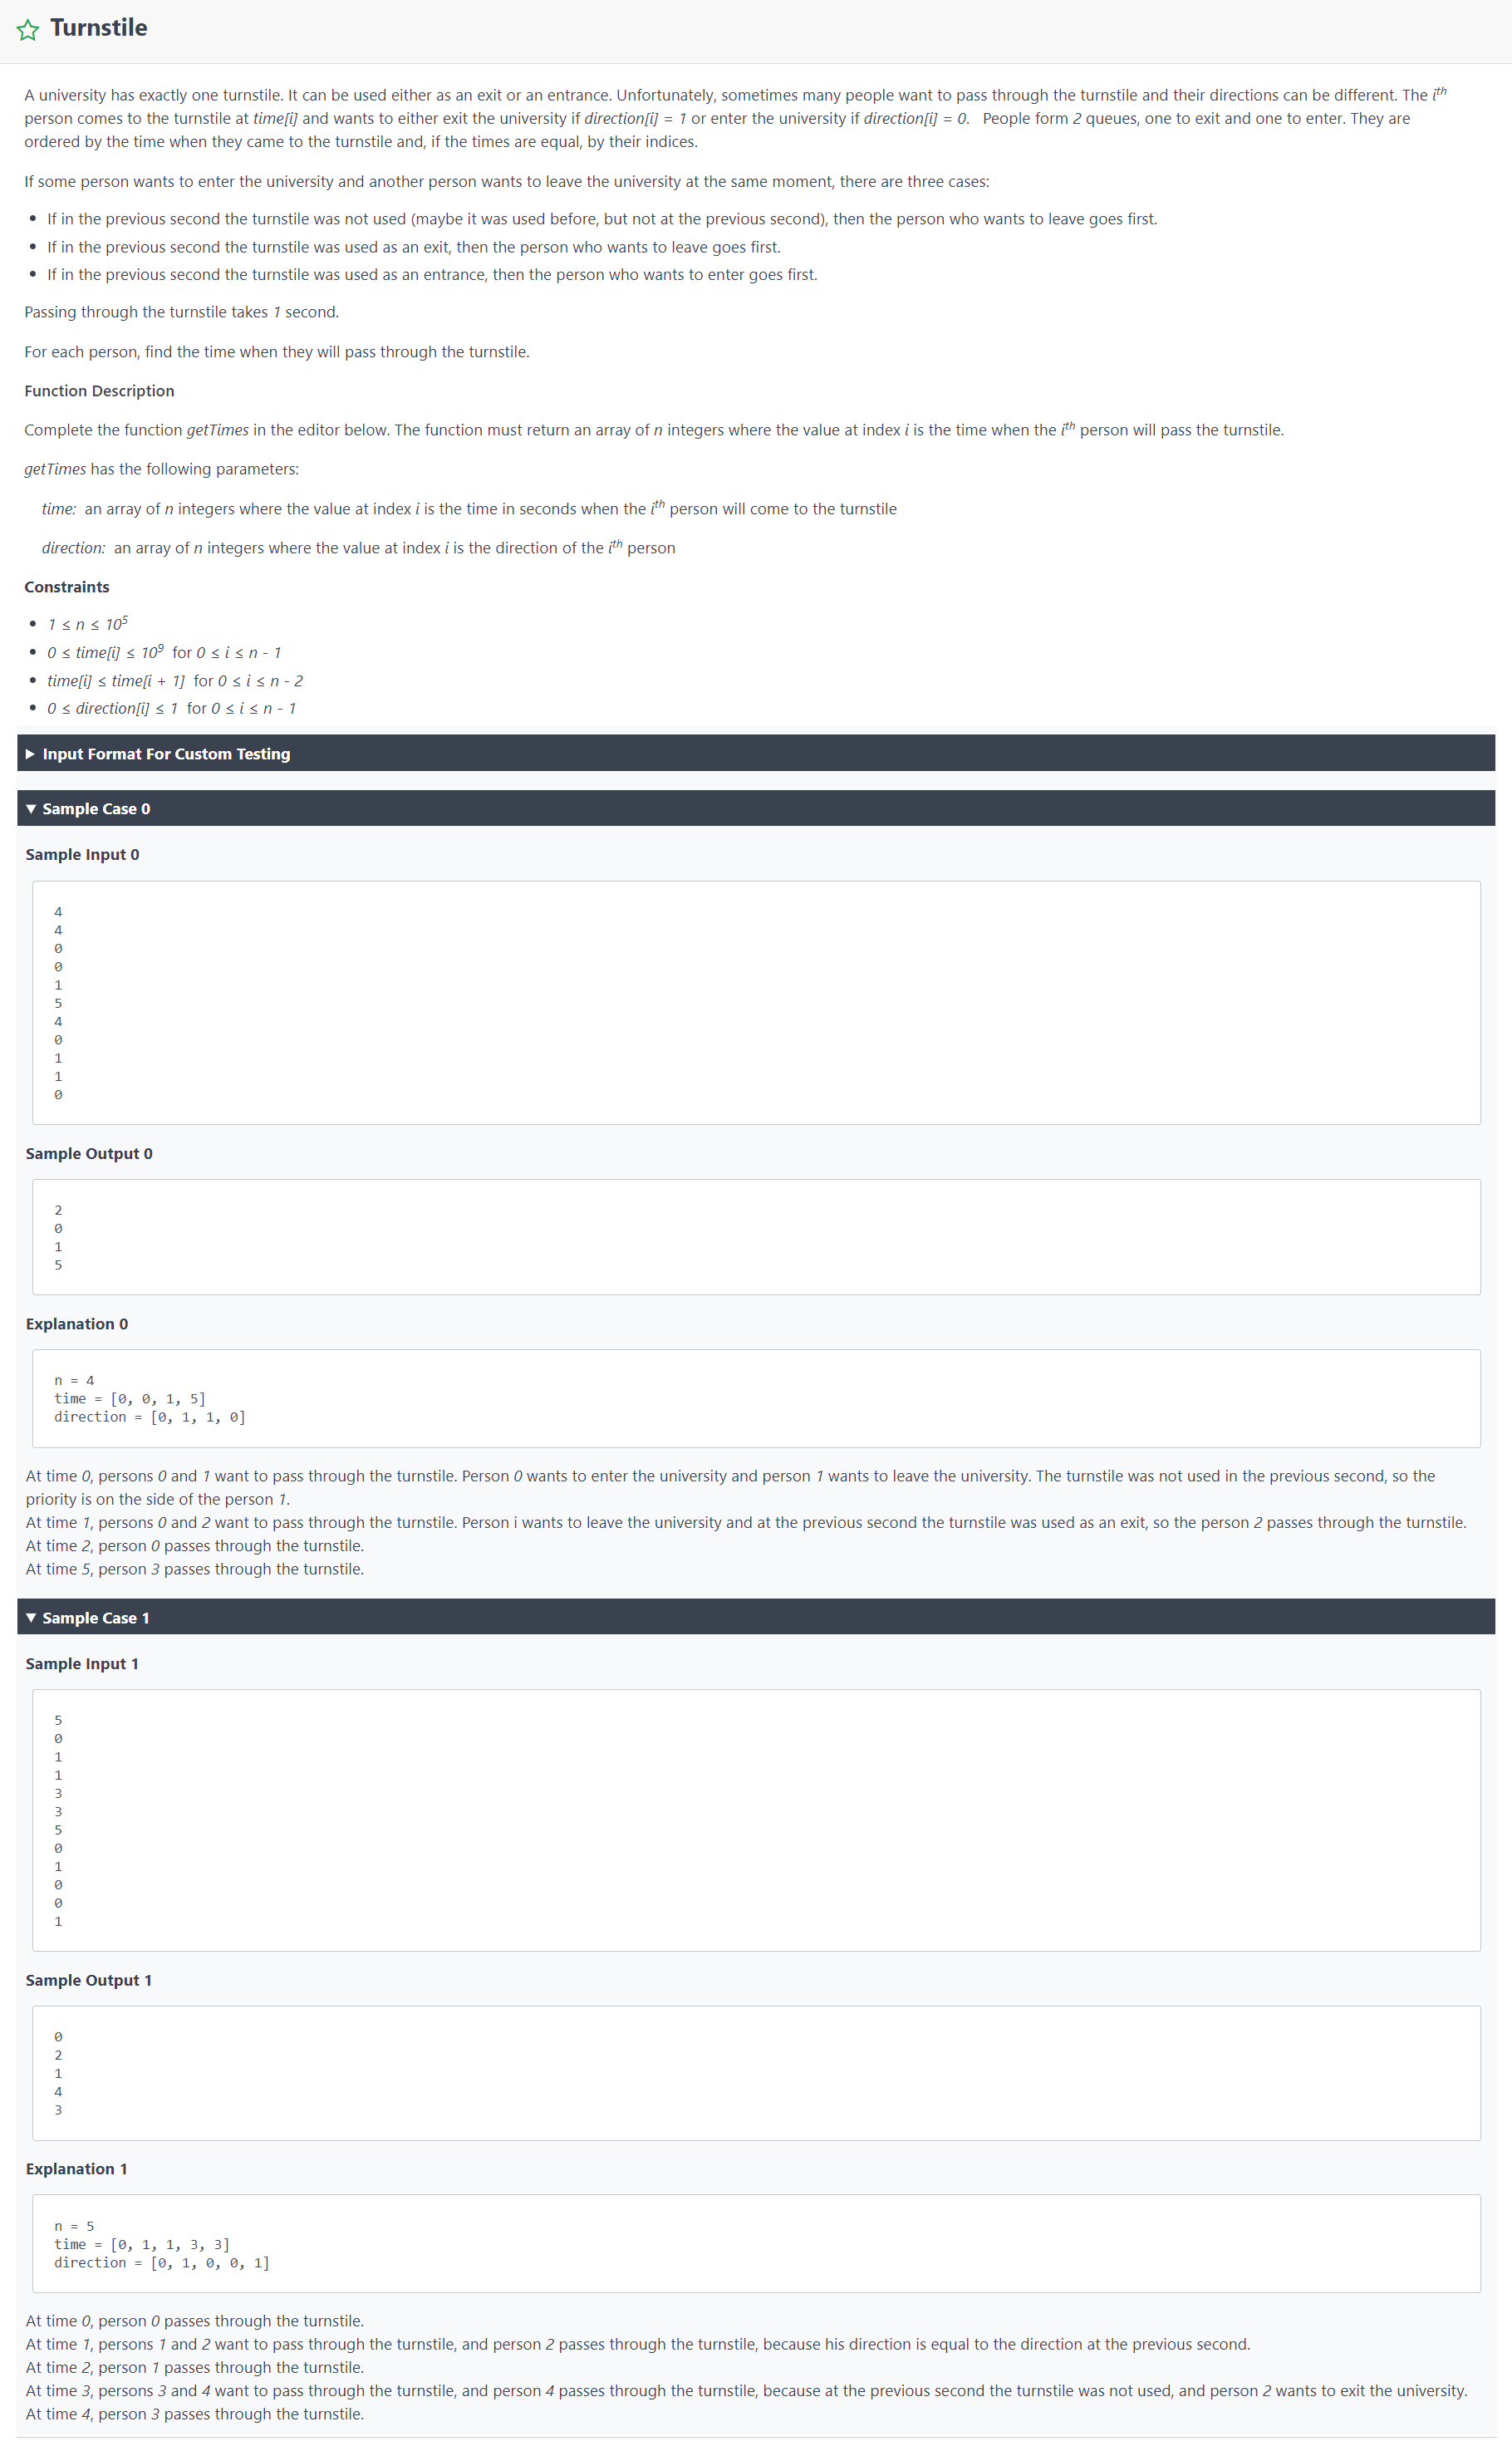 Turnstile
A university has exactly one turnstile. It can be used either as an exit or an entrance. Unfortunately, sometimes many people want to pass through the turnstile and their directions can be different. The ith
person comes to the turnstile at time[i] and wants to either exit the university if direction[i] = 1 or enter the university if direction[i] = 0.   People form 2 queues, one to exit and one to enter. They are
ordered by the time when they came to the turnstile and, if the times are equal, by their indices.
If some person wants to enter the university and another person wants to leave the university at the same moment, there are three cases:
• If in the previous second the turnstile was not used (maybe it was used before, but not at the previous second), then the person who wants to leave goes first.
• If in the previous second the turnstile was used as an exit, then the person who wants to leave goes first.
• If in the previous second the turnstile was used as an entrance, then the person who wants to enter goes first.
Passing through the turnstile takes 1 second.
For each person, find the time when they will pass through the turnstile.
Function Description
Complete the function getTimes in the editor below. The function must return an array of n integers where the value at index i is the time when the ith person will pass the turnstile.
getTimes has the following parameters:
time:  an array of n integers where the value at index i is the time in seconds when the ith person will come to the turnstile
direction:  an array of n integers where the value at index i is the direction of the ith person
Constraints
• 1 ≤ n ≤ 10⁵
• 0 ≤ time[i] ≤ 10⁹  for 0 ≤ i ≤ n - 1
• time[i] ≤ time[i + 1]  for 0 ≤ i ≤ n - 2
• 0 ≤ direction[i] ≤ 1  for 0 ≤ i ≤ n - 1
▶ Input Format For Custom Testing
▼ Sample Case 0
Sample Input 0
4
4
0
0
1
5
4
0
1
1
0
Sample Output 0
2
0
1
5
Explanation 0
n = 4
time = [0, 0, 1, 5]
direction = [0, 1, 1, 0]
At time 0, persons 0 and 1 want to pass through the turnstile. Person 0 wants to enter the university and person 1 wants to leave the university. The turnstile was not used in the previous second, so the
priority is on the side of the person 1.
At time 1, persons 0 and 2 want to pass through the turnstile. Person i wants to leave the university and at the previous second the turnstile was used as an exit, so the person 2 passes through the turnstile.
At time 2, person 0 passes through the turnstile.
At time 5, person 3 passes through the turnstile.
▼ Sample Case 1
Sample Input 1
5
0
1
1
3
3
5
0
1
0
0
1
Sample Output 1
0
2
1
4
3
Explanation 1
n = 5
time = [0, 1, 1, 3, 3]
direction = [0, 1, 0, 0, 1]
At time 0, person 0 passes through the turnstile.
At time 1, persons 1 and 2 want to pass through the turnstile, and person 2 passes through the turnstile, because his direction is equal to the direction at the previous second.
At time 2, person 1 passes through the turnstile.
At time 3, persons 3 and 4 want to pass through the turnstile, and person 4 passes through the turnstile, because at the previous second the turnstile was not used, and person 2 wants to exit the university.
At time 4, person 3 passes through the turnstile.